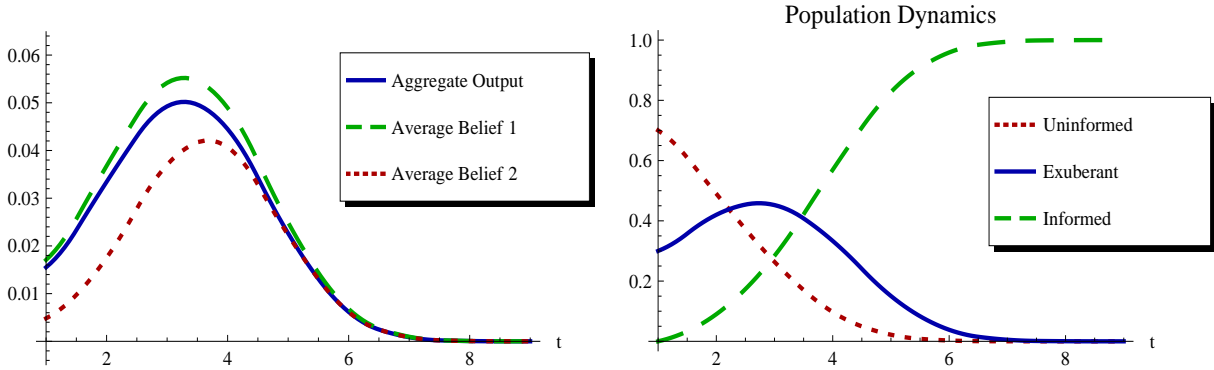 0.06
0.05
0.04
0.03
0.02
0.01
2
4
6
8
t
Aggregate Output
Average Belief 1
Average Belief 2
Population Dynamics
1.0
0.8
0.6
0.4
0.2
2
4
6
8
t
Uninformed
Exuberant
Informed